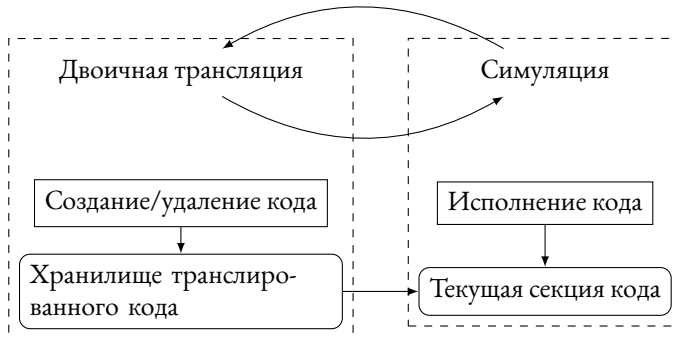 Двоичная трансляция
Симуляция
Создание/удаление кода
Исполнение кода
Хранилище транслиро-
ванного кода
Текущая секция кода